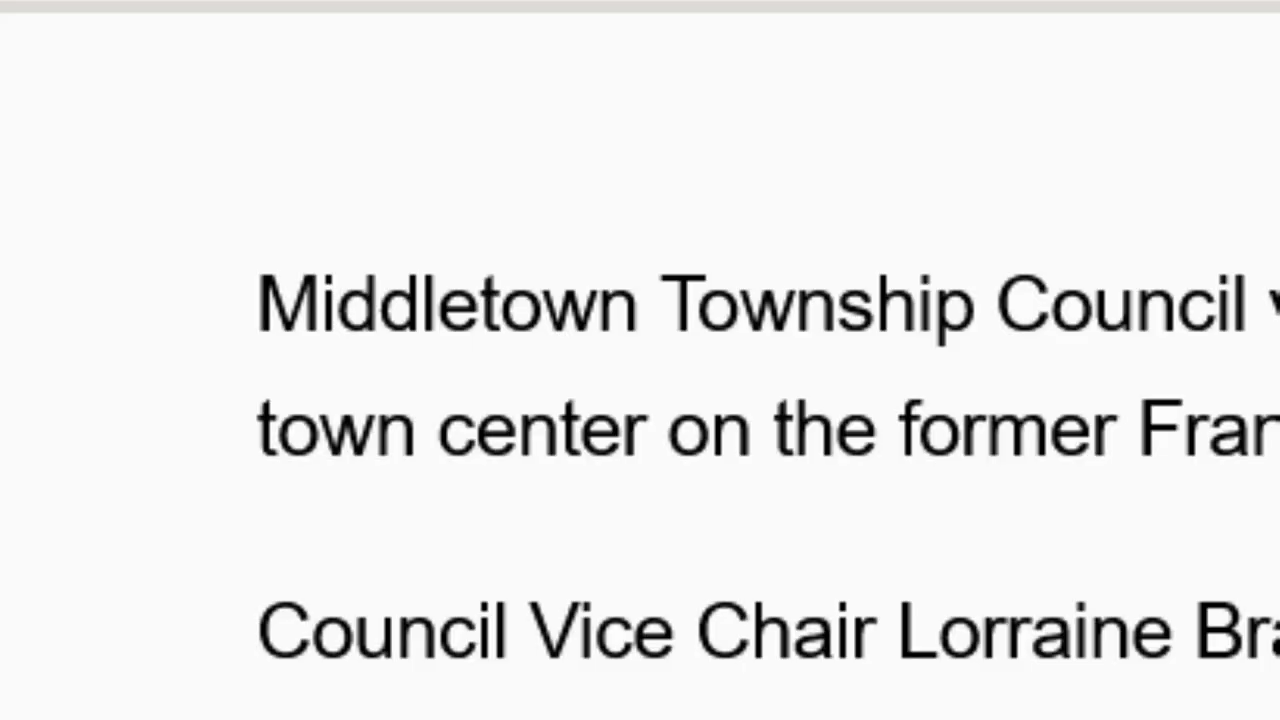 Middletown Township Council
town center on the former
Council Vice Chair Lorraine